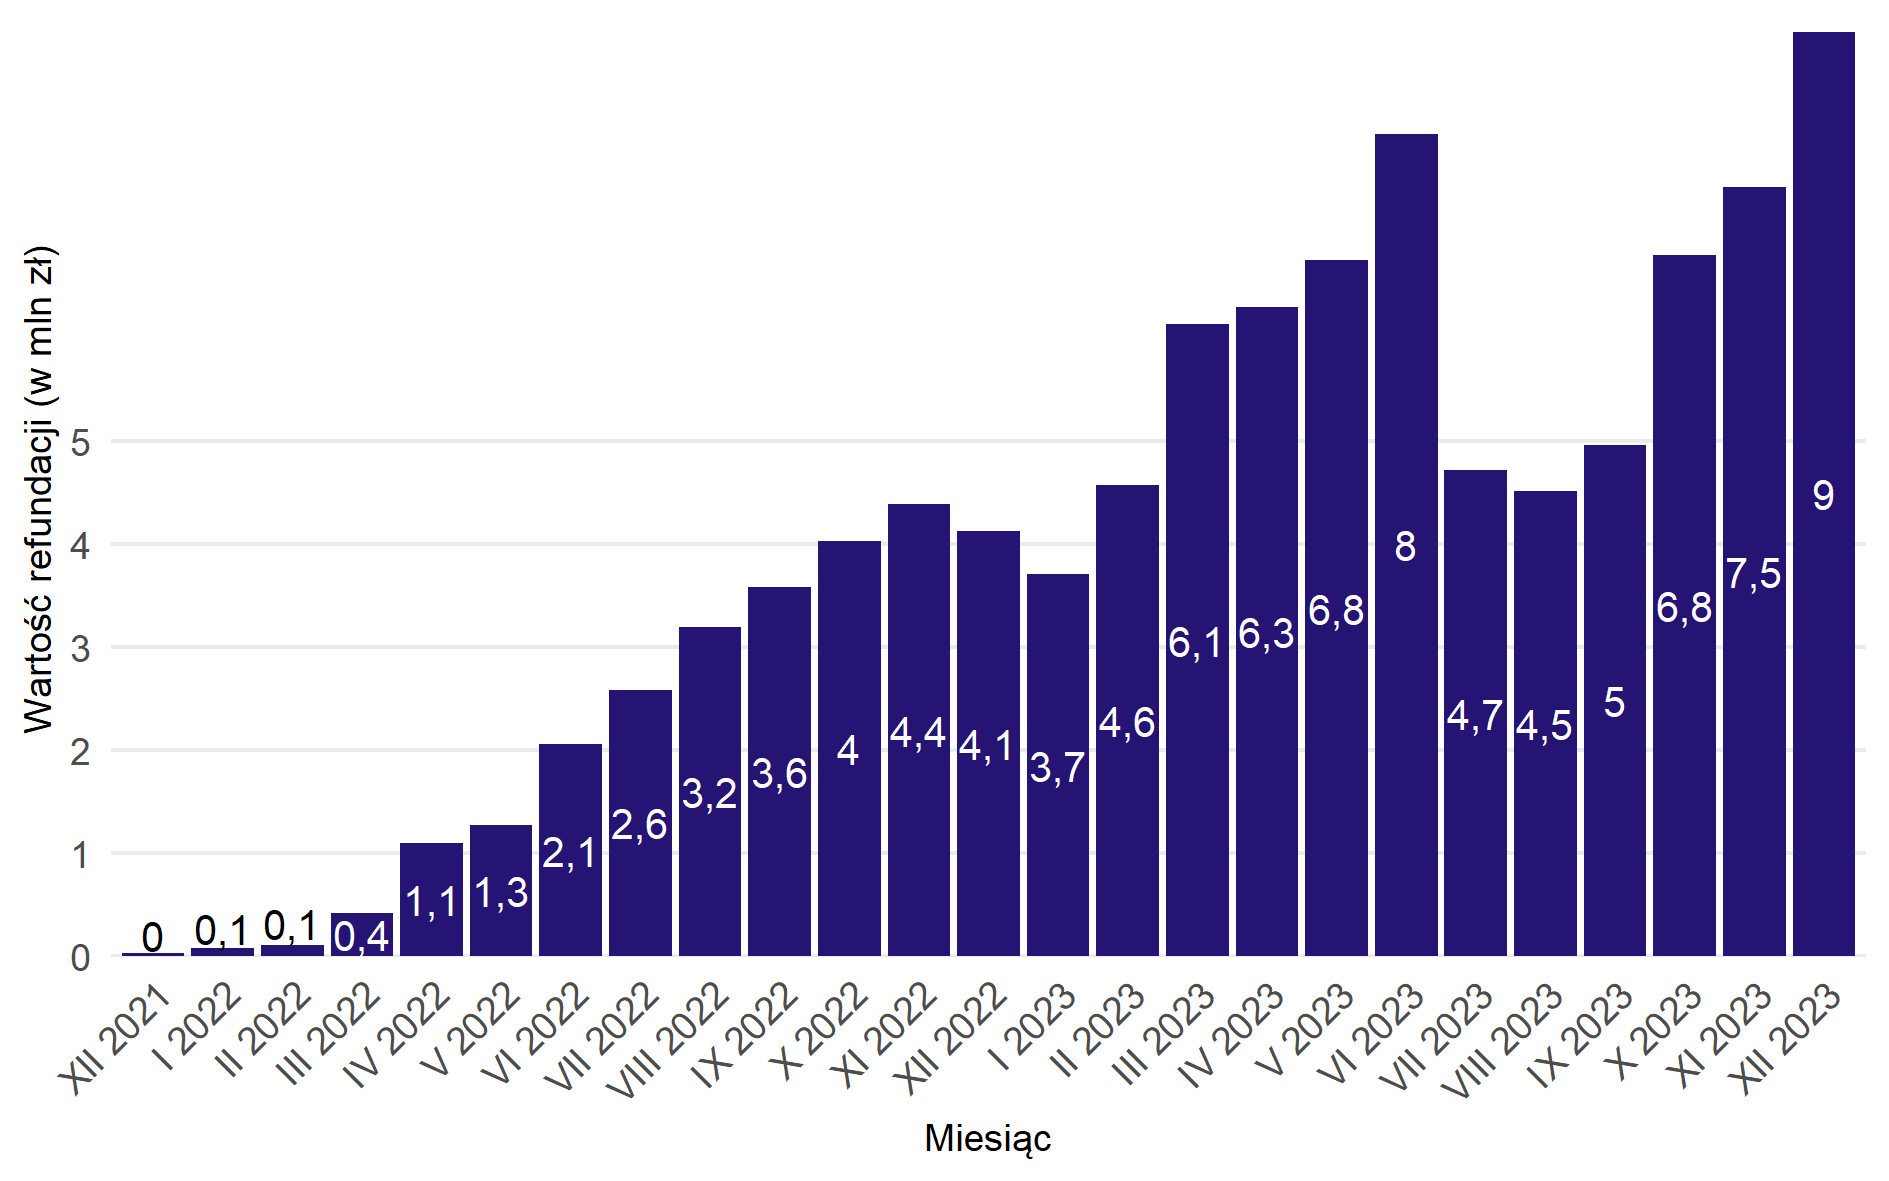 Wartość refundacji (w mln zł)
5
4
3
2
1
0
0
0,1
0,1
0,4
1,1
1,3
2,1
2,6
3,2
3,6
4
4,4
4,1
3,7
4,6
6,1
6,3
6,8
8
4,7
4,5
5
6,8
7,5
9
XII 2021
I 2022
II 2022
III 2022
IV 2022
V 2022
VI 2022
VII 2022
VIII 2022
IX 2022
X 2022
XI 2022
XII 2022
I 2023
II 2023
III 2023
IV 2023
V 2023
VI 2023
VII 2023
VIII 2023
IX 2023
X 2023
XI 2023
XII 2023
Miesiąc